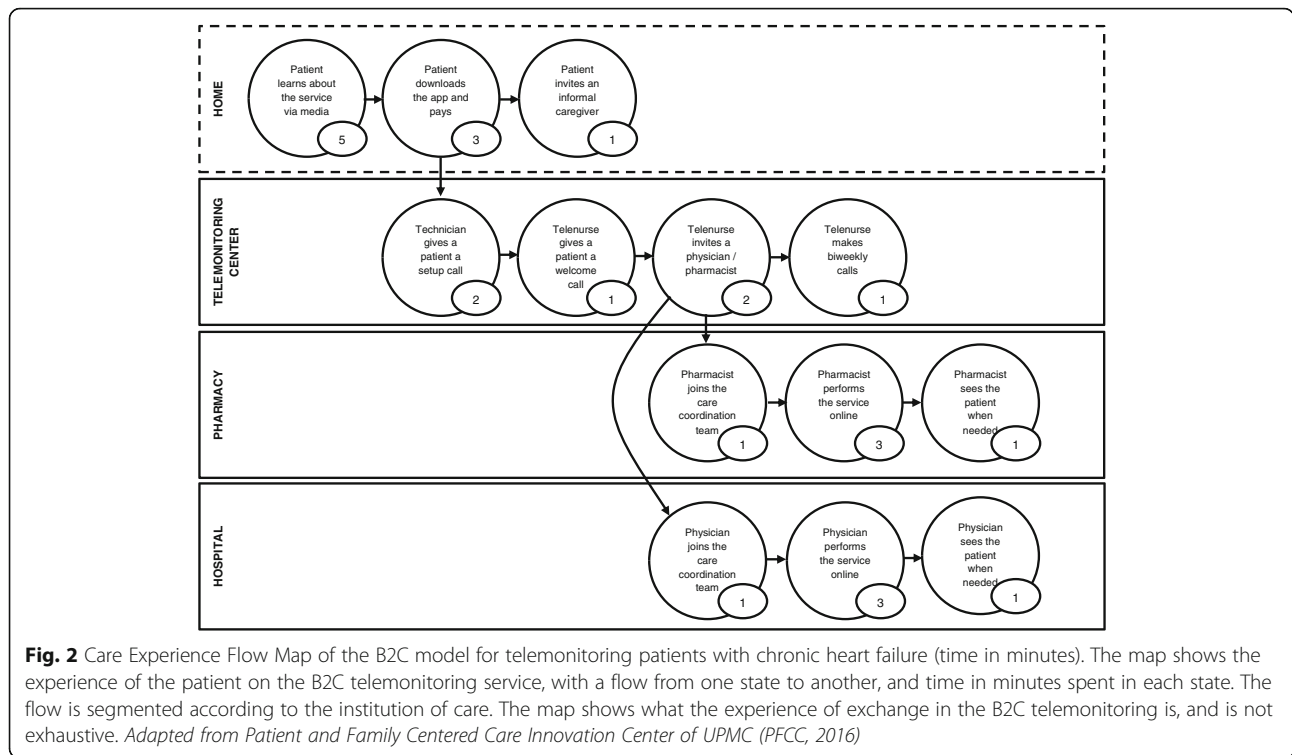 HOME
Patient
learns about
the service
via media
5
Patient
downloads
the app and
pays
3
Patient
invites an
informal
caregiver
1
TELEMONITORING
CENTER
Technician
gives a
patient a
setup call
2
Telenurse
gives a
patient a
welcome
call
1
Telenurse
invites a
physician /
pharmacist
2
Telenurse
makes
biweekly
calls
1
PHARMACY
Pharmacist
joins the
care
coordination
team
1
Pharmacist
performs
the service
online
3
Pharmacist
sees the
patient
when
needed
1
HOSPITAL
Physician
joins the
care
coordination
team
1
Physician
performs
the service
online
3
Physician
sees the
patient
when
needed
1
Fig. 2 Care Experience Flow Map of the B2C model for telemonitoring patients with chronic heart failure (time in minutes). The map shows the
experience of the patient on the B2C telemonitoring service, with a flow from one state to another, and time in minutes spent in each state. The
flow is segmented according to the institution of care. The map shows what the experience of exchange in the B2C telemonitoring is, and is not
exhaustive. Adapted from Patient and Family Centered Care Innovation Center of UPMC (PFCC, 2016)